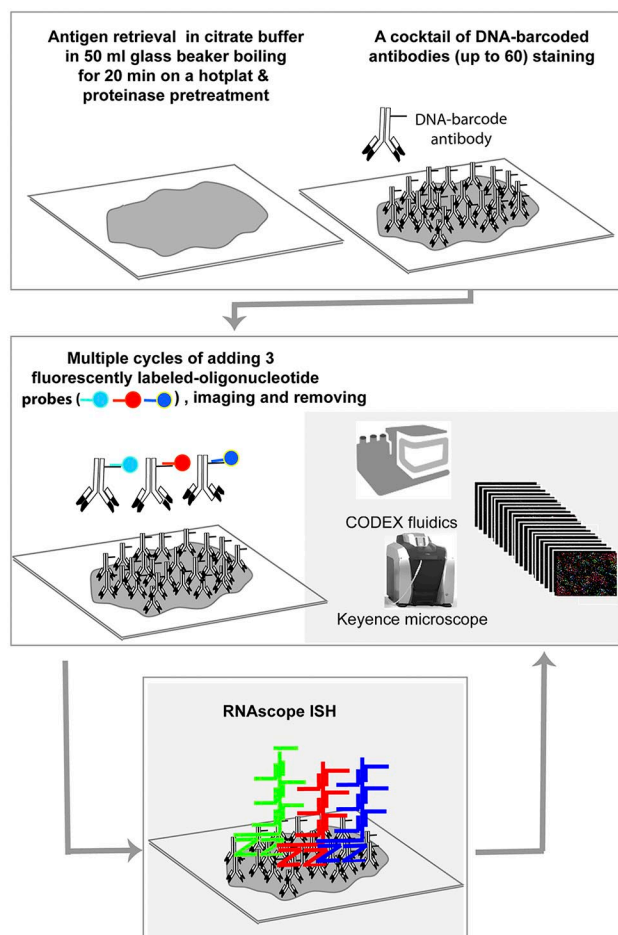 Antigen retrieval in citrate buffer
in 50 ml glass beaker boiling
for 20 min on a hotplat &
proteinase pretreatment
A cocktail of DNA-barcoded
antibodies (up to 60) staining
DNA-barcode
antibody
Multiple cycles of adding 3
fluorescently labeled-oligonucleotide
probes ( ) , imaging and removing
CODEX fluidics
Keyence microscope
RNAscope ISH